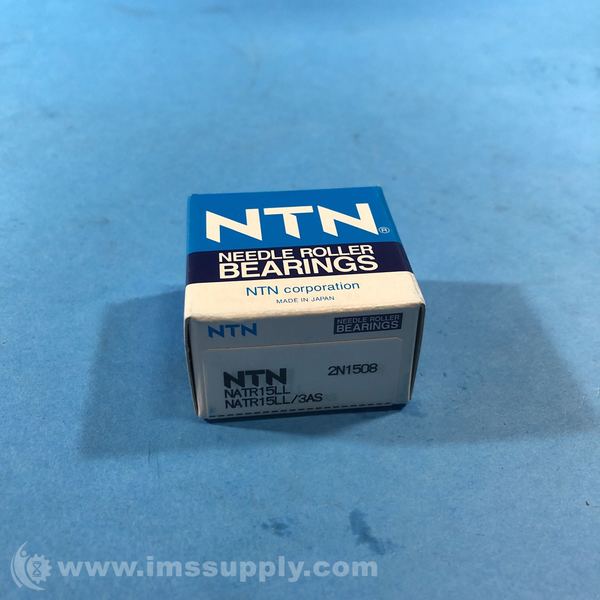 NTN®
NEEDLE ROLLER
BEARINGS
NTN corporation
MADE IN JAPAN
NTN
NEEDLE ROLLER
BEARINGS
NTN
2N1508
NATR15LL
NATR15LL/3AS
www.imssupply.com